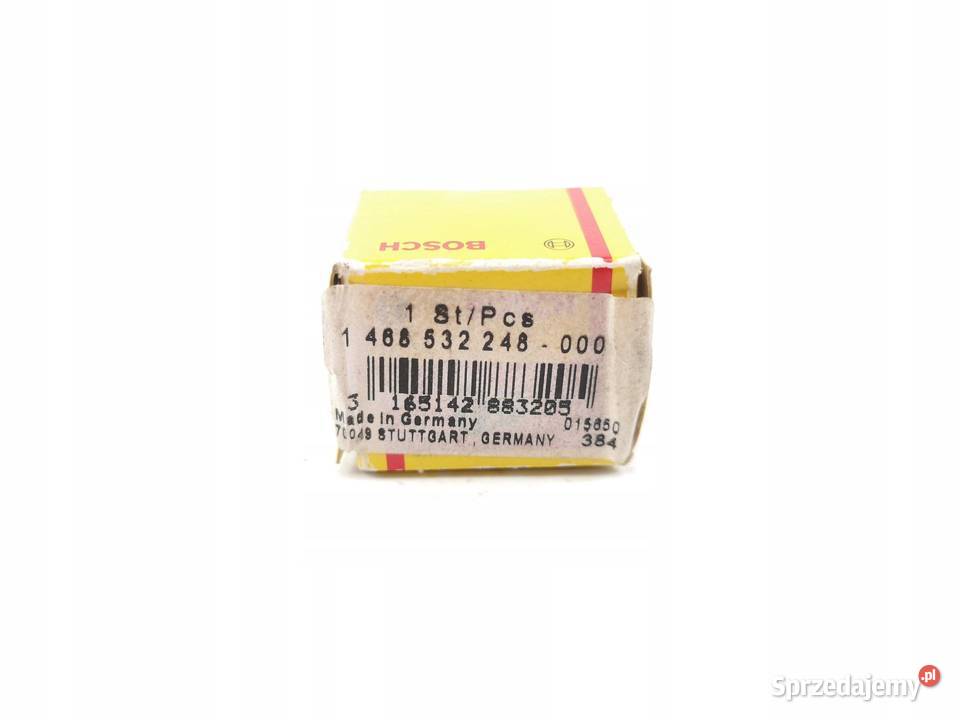 BOSCH
1 St/Pcs
1 468 532 248 - 000
3 165142 883205
Made in Germany 015650
70049 STUTTGART, GERMANY 384
Sprzedajemy.pl